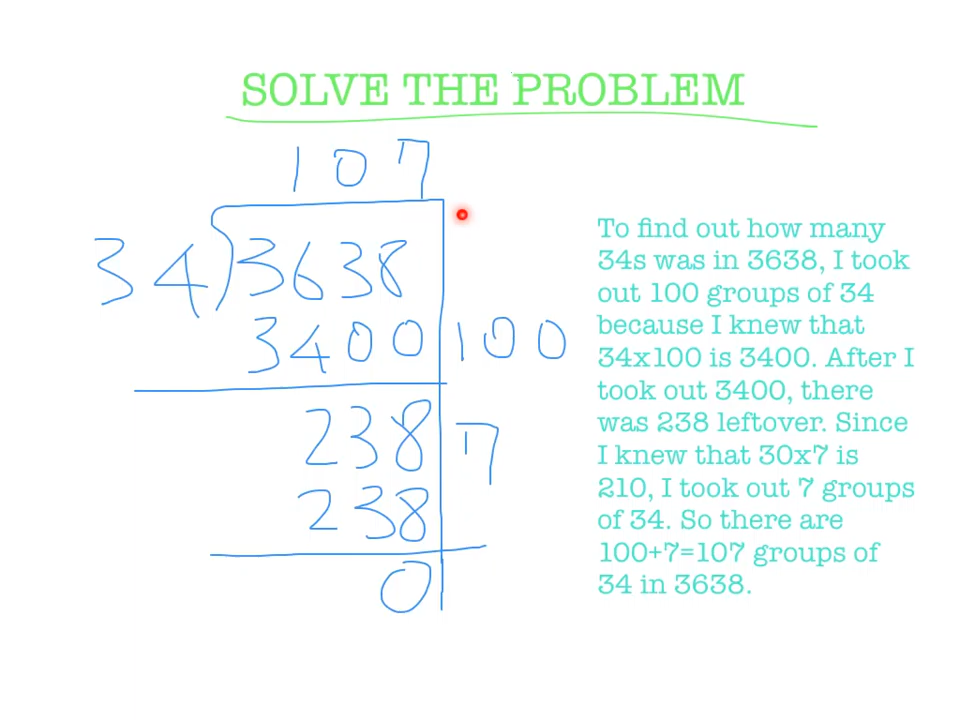 SOLVE THE PROBLEM
107
34)3638
3400 100
238 7
238
0
To find out how many
34s was in 3638, I took
out 100 groups of 34
because I knew that
34x100 is 3400. After I
took out 3400, there
was 238 leftover. Since
I knew that 30x7 is
210, I took out 7 groups
of 34. So there are
100+7=107 groups of
34 in 3638.